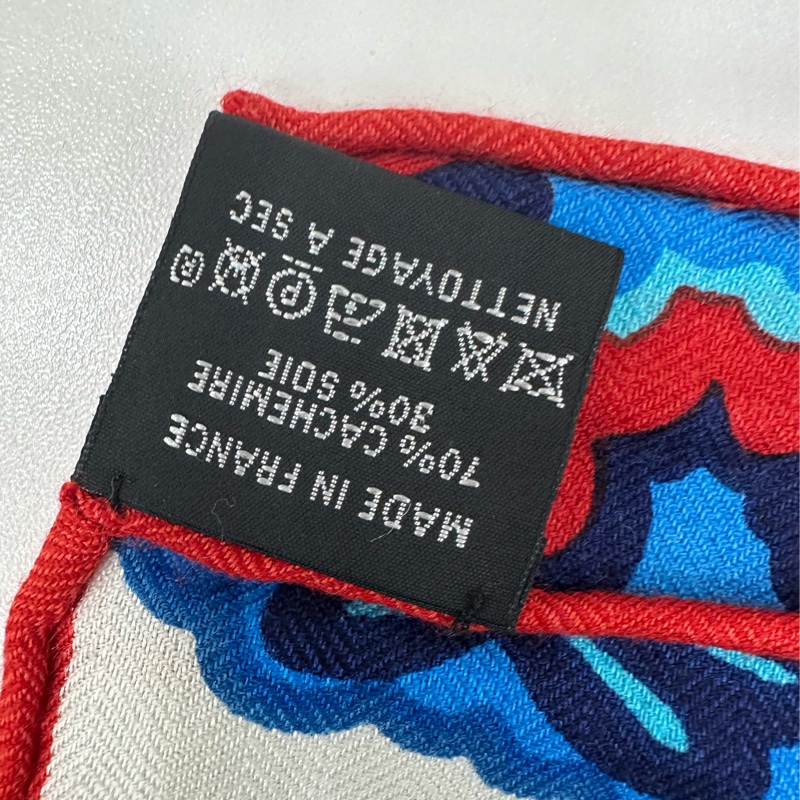 MADE IN FRANCE
70% CACHEMIRE
30% SOIE
P
®
NETTOYAGE A SEC